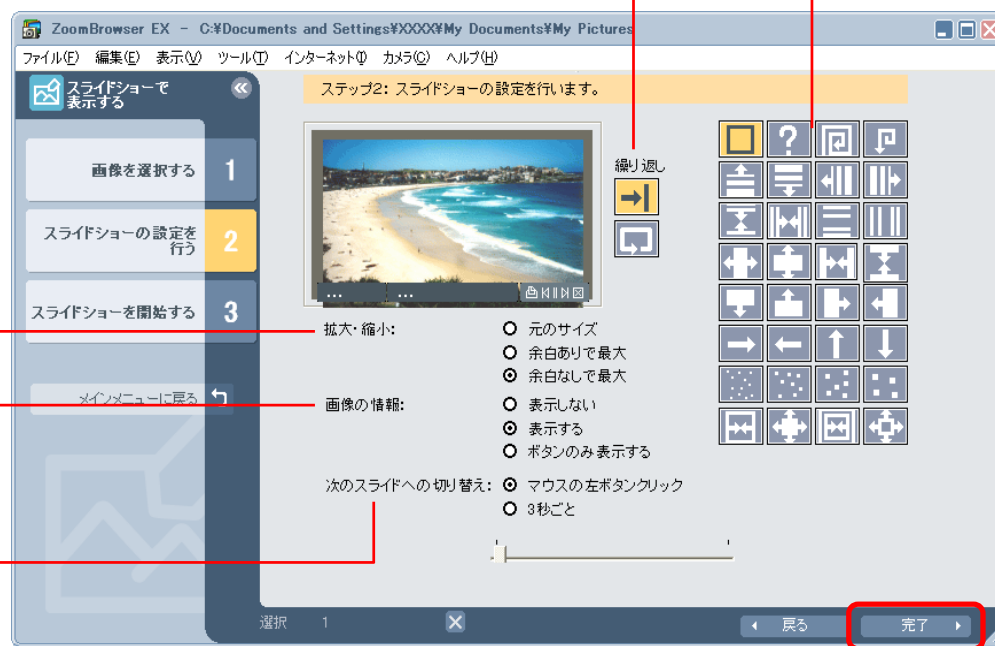 ZoomBrowser EX - C:¥Documents and Settings¥XXXX¥My Documents¥My Pictures
ファイル(F) 編集(E) 表示(V) ツール(T) インターネット(I) カメラ(C) ヘルプ(H)
スライドショーで
表示する
ステップ2: スライドショーの設定を行います。
画像を選択する 1
スライドショーの設定を
行う 2
スライドショーを開始する 3
メインメニューに戻る
繰り返し
... ...
拡大・縮小: 元のサイズ
余白ありで最大
余白なしで最大
画像の情報: 表示しない
表示する
ボタンのみ表示する
次のスライドへの切り替え: マウスの左ボタンクリック
3秒ごと
選択 1
戻る 完了